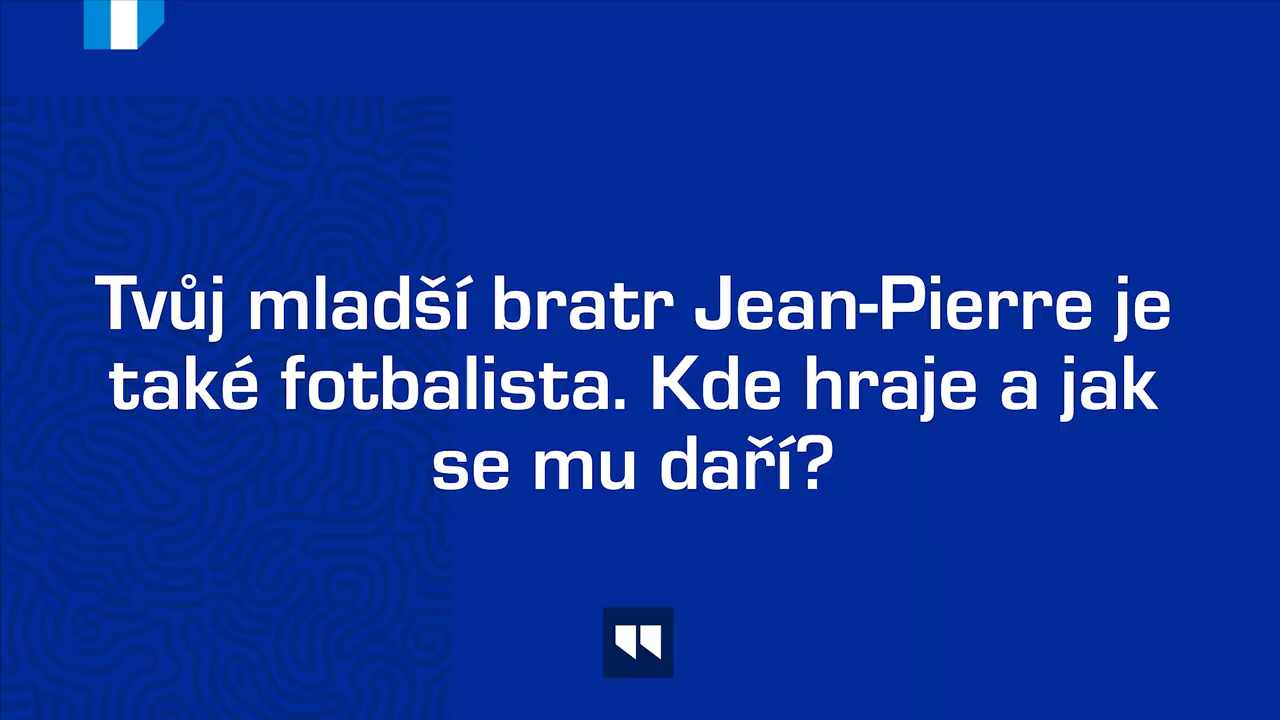 Tvůj mladší bratr Jean-Pierre je
také fotbalista. Kde hraje a jak
se mu daří?